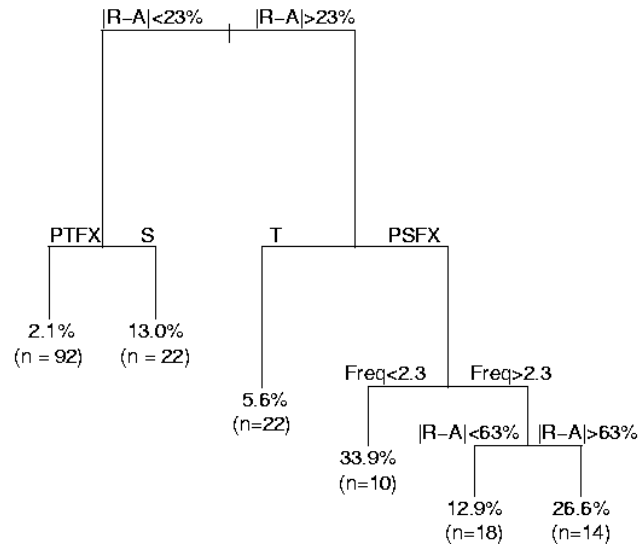 |R−A|<23% |R−A|>23%
PTFX S T PSFX
2.1% 13.0%
(n = 92) (n = 22)
Freq<2.3 Freq>2.3
5.6%
(n=22)
|R−A|<63% |R−A|>63%
33.9%
(n=10)
12.9% 26.6%
(n=18) (n=14)